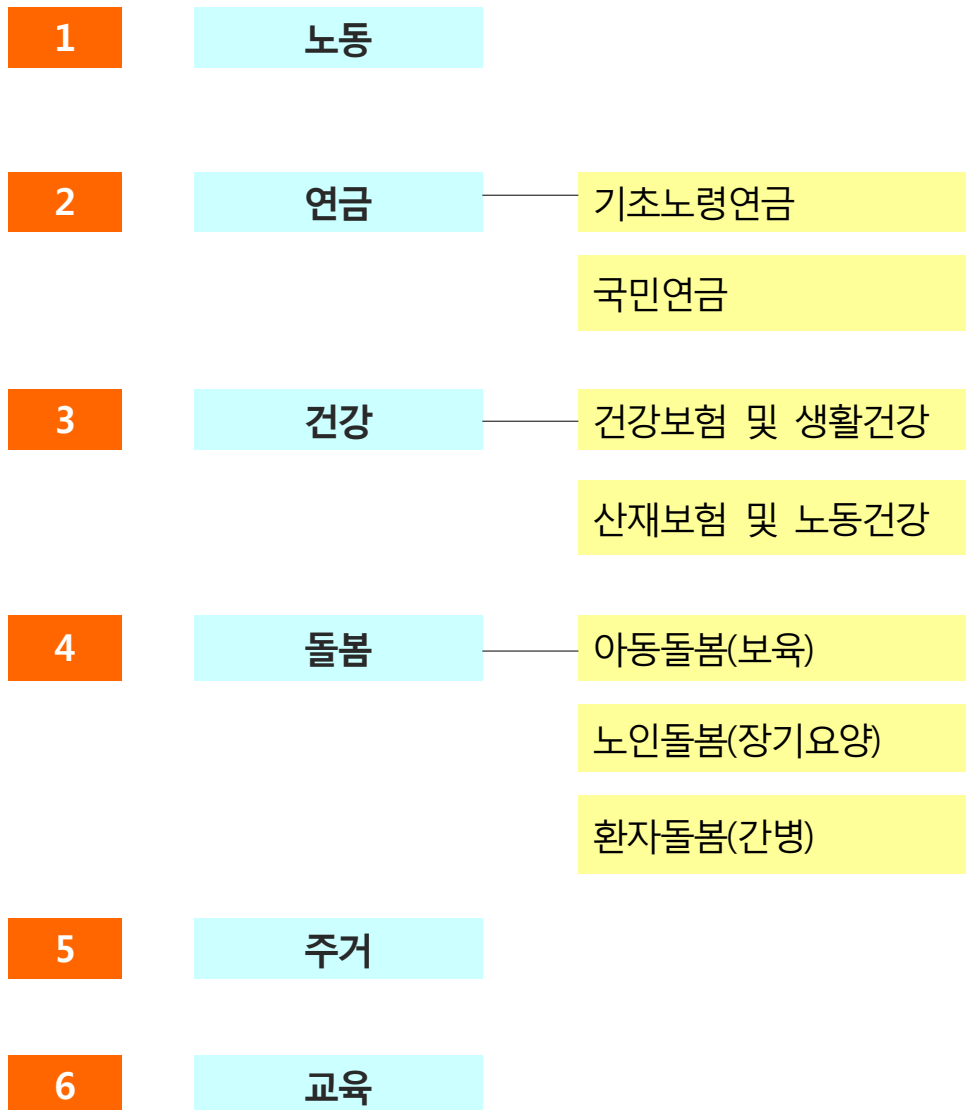 1 노동
2 연금 기초노령연금
국민연금
3 건강 건강보험 및 생활건강
산재보험 및 노동건강
4 돌봄 아동돌봄(보육)
노인돌봄(장기요양)
환자돌봄(간병)
5 주거
6 교육